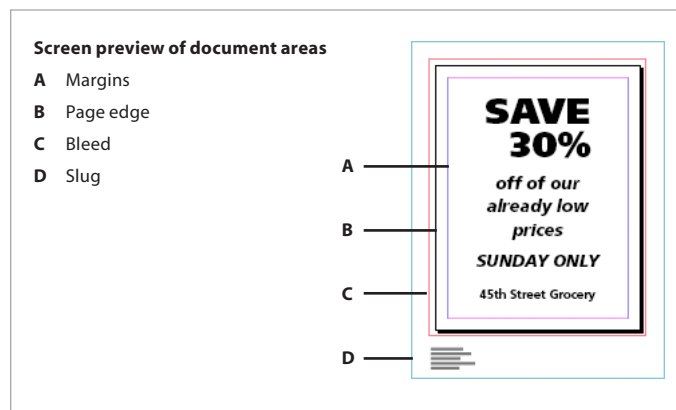 Screen preview of document areas
A Margins
B Page edge
C Bleed
D Slug
A
B
C
D
SAVE
30%
off of our
already low
prices
SUNDAY ONLY
45th Street Grocery